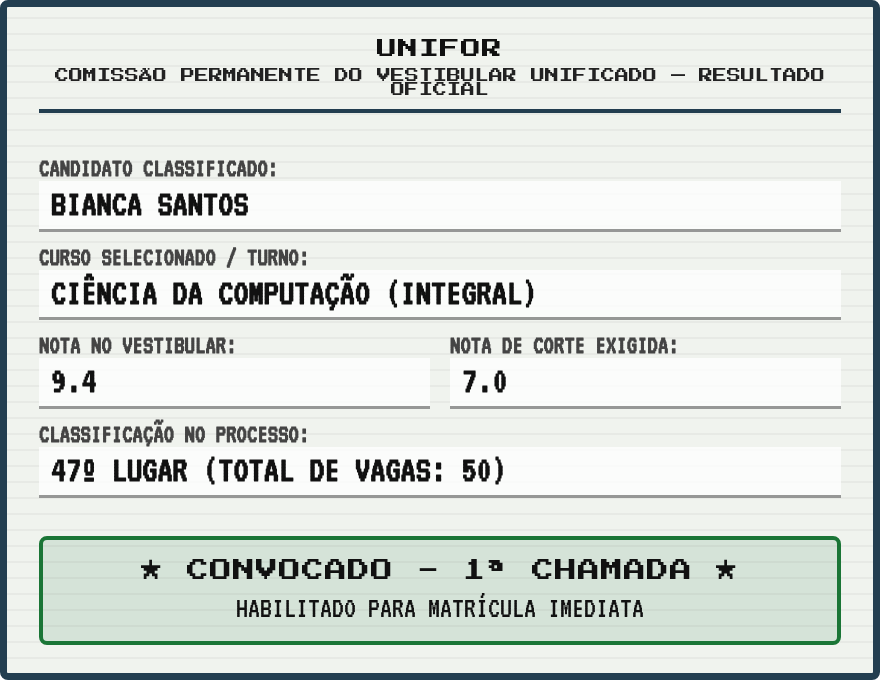 UNIFOR
COMISSÃO PERMANENTE DO VESTIBULAR UNIFICADO — RESULTADO
OFICIAL
CANDIDATO CLASSIFICADO:
BIANCA SANTOS
CURSO SELECIONADO / TURNO:
CIÊNCIA DA COMPUTAÇÃO (INTEGRAL)
NOTA NO VESTIBULAR:
9.4
NOTA DE CORTE EXIGIDA:
7.0
CLASSIFICAÇÃO NO PROCESSO:
47º LUGAR (TOTAL DE VAGAS: 50)
★ CONVOCADO – 1ª CHAMADA ★
HABILITADO PARA MATRÍCULA IMEDIATA